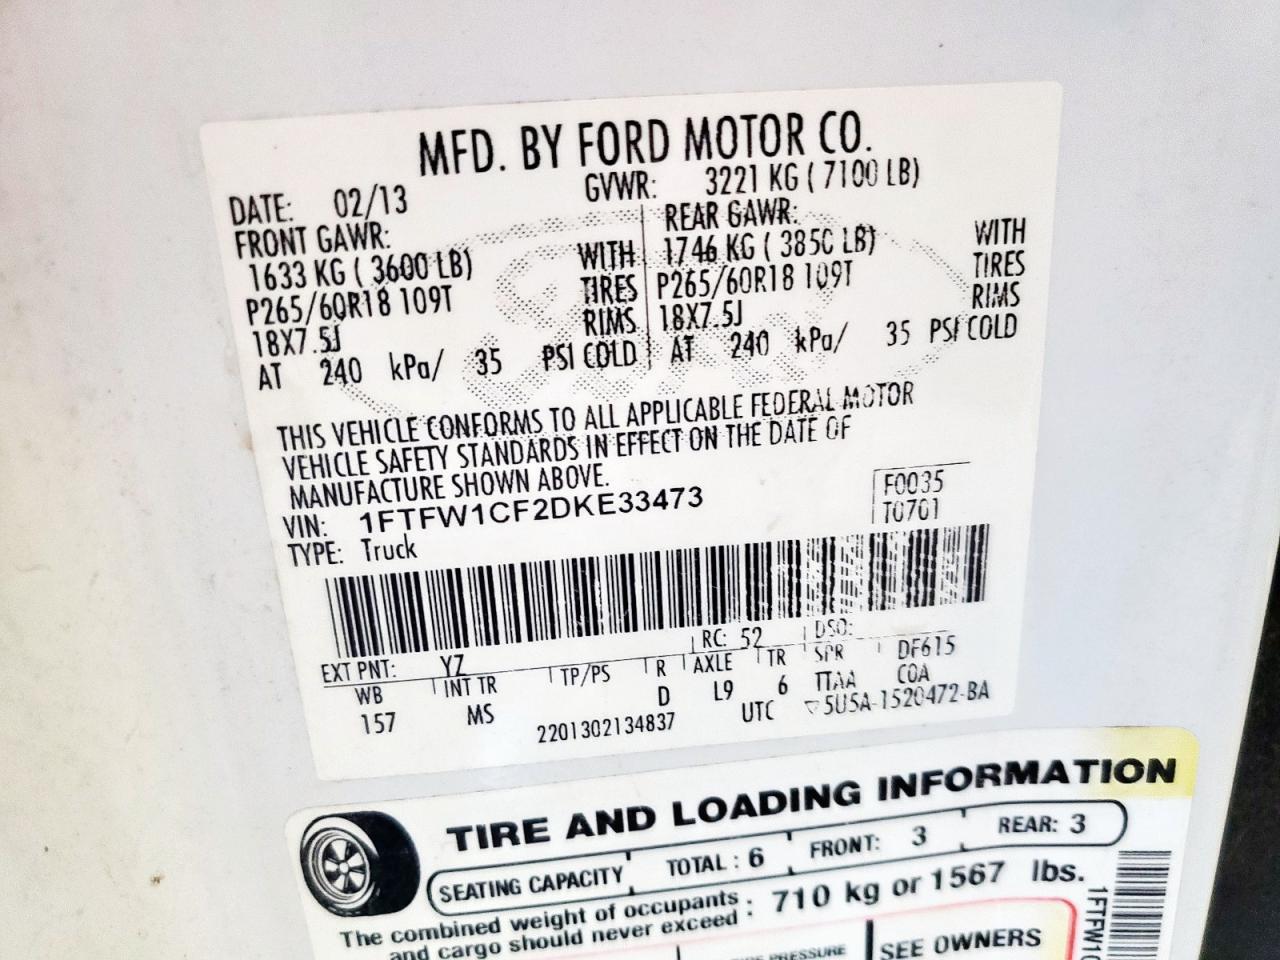 MFD. BY FORD MOTOR CO.
DATE: 02/13 GVWR: 3221 KG ( 7100 LB)
FRONT GAWR: REAR GAWR:
1633 KG ( 3600 LB) WITH 1746 KG ( 3850 LB) WITH
P265/60R18 109T TIRES P265/60R18 109T TIRES
18X7.5J RIMS 18X7.5J RIMS
AT 240 kPa/ 35 PSI COLD AT 240 kPa/ 35 PSI COLD
THIS VEHICLE CONFORMS TO ALL APPLICABLE FEDERAL MOTOR
VEHICLE SAFETY STANDARDS IN EFFECT ON THE DATE OF
MANUFACTURE SHOWN ABOVE.
VIN: 1FTFW1CF2DKE33473 F0035
TYPE: Truck T0701
EXT PNT: YZ RC: 52 DSO:
WB INT TR TP/PS R AXLE TR SPR DF615
157 MS D L9 6 TTAA COA
2201302134837 UTC ▽5U5A-1520472-BA
TIRE AND LOADING INFORMATION
SEATING CAPACITY TOTAL : 6 FRONT: 3 REAR: 3
The combined weight of occupants : 710 kg or 1567 lbs.
and cargo should never exceed :
PRESSURE SEE OWNERS
1FTFW1C